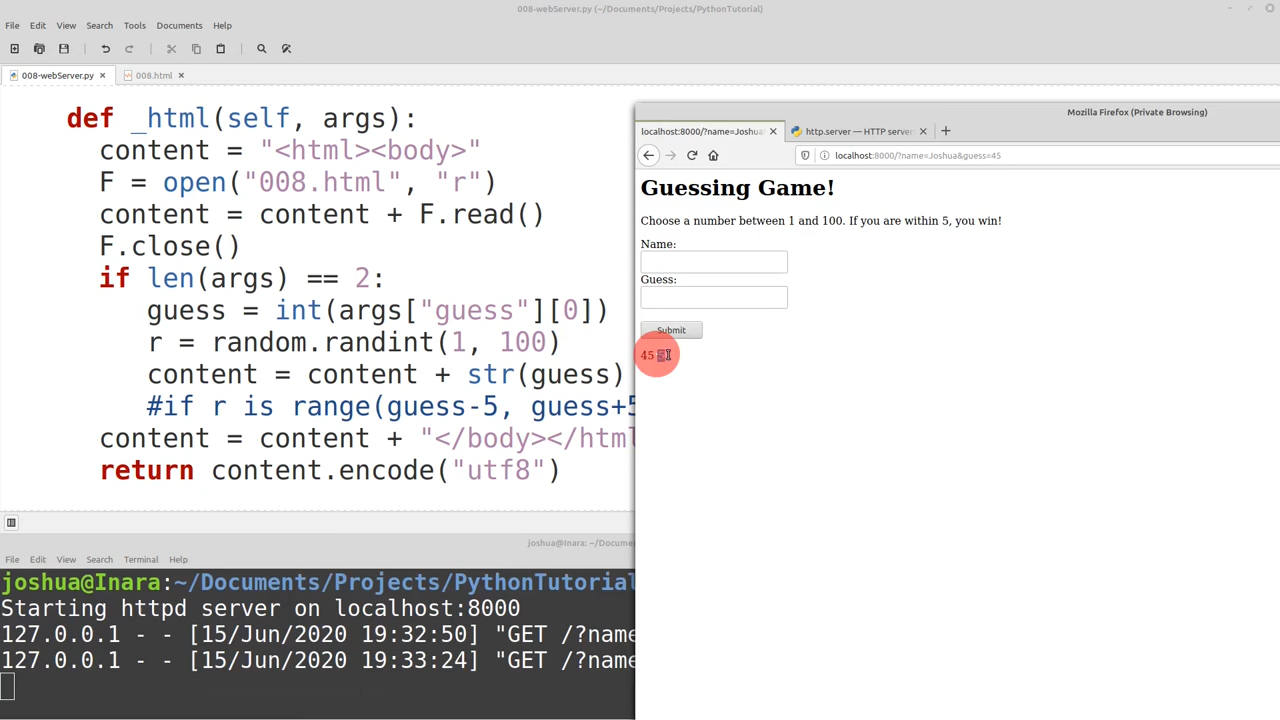 008-webServer.py (~/Documents/Projects/PythonTutorial)
File Edit View Search Tools Documents Help
008-webServer.py 008.html
def _html(self, args):
content = "<html><body>"
F = open("008.html", "r")
content = content + F.read()
F.close()
if len(args) == 2:
guess = int(args["guess"][0])
r = random.randint(1, 100)
content = content + str(guess)
#if r is range(guess-5, guess+5
content = content + "</body></html
return content.encode("utf8")
joshua@Inara: ~/Docume
File Edit View Search Terminal Help
joshua@Inara:~/Documents/Projects/PythonTutorial
Starting httpd server on localhost:8000
127.0.0.1 - - [15/Jun/2020 19:32:50] "GET /?name
127.0.0.1 - - [15/Jun/2020 19:33:24] "GET /?name
Mozilla Firefox (Private Browsing)
localhost:8000/?name=Joshua http.server — HTTP server
localhost:8000/?name=Joshua&guess=45
Guessing Game!
Choose a number between 1 and 100. If you are within 5, you win!
Name:
Guess:
Submit
45